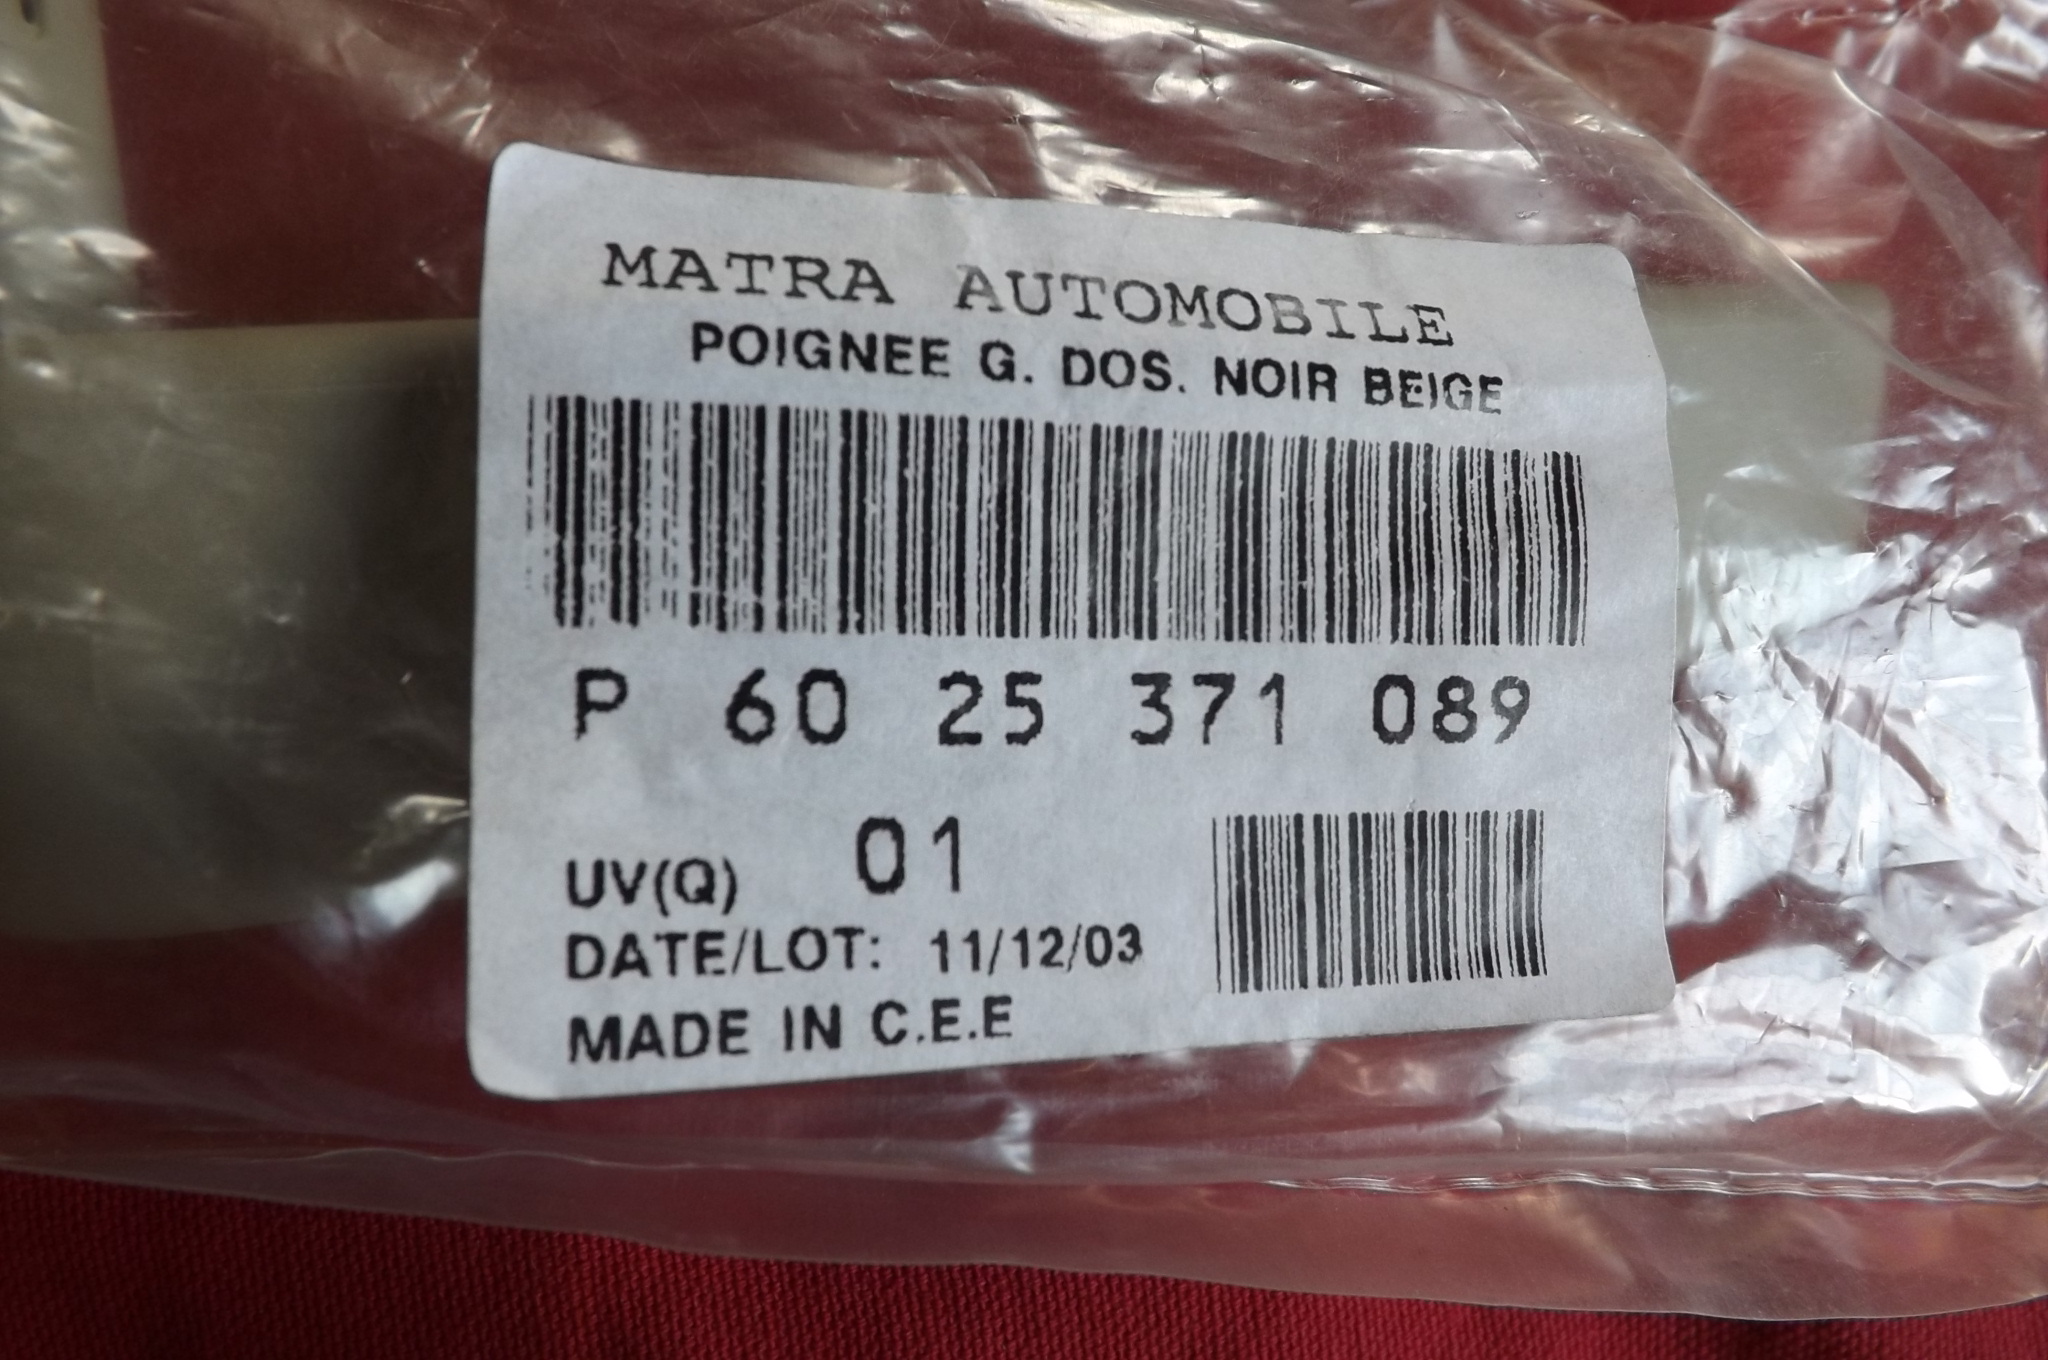 MATRA AUTOMOBILE
POIGNEE G. DOS. NOIR BEIGE
P 60 25 371 089
UV(Q) 01
DATE/LOT: 11/12/03
MADE IN C.E.E